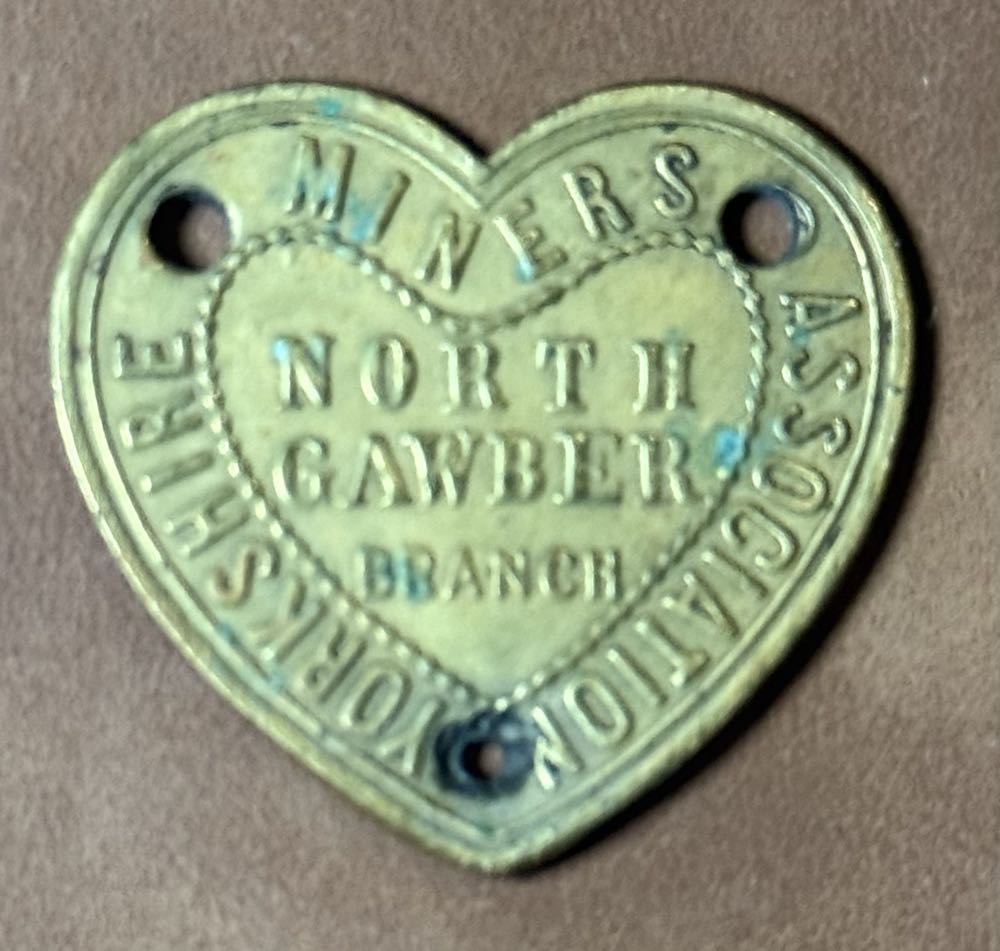 YORKSHIRE MINERS ASSOCIATION
NORTH
GAWBER
BRANCH